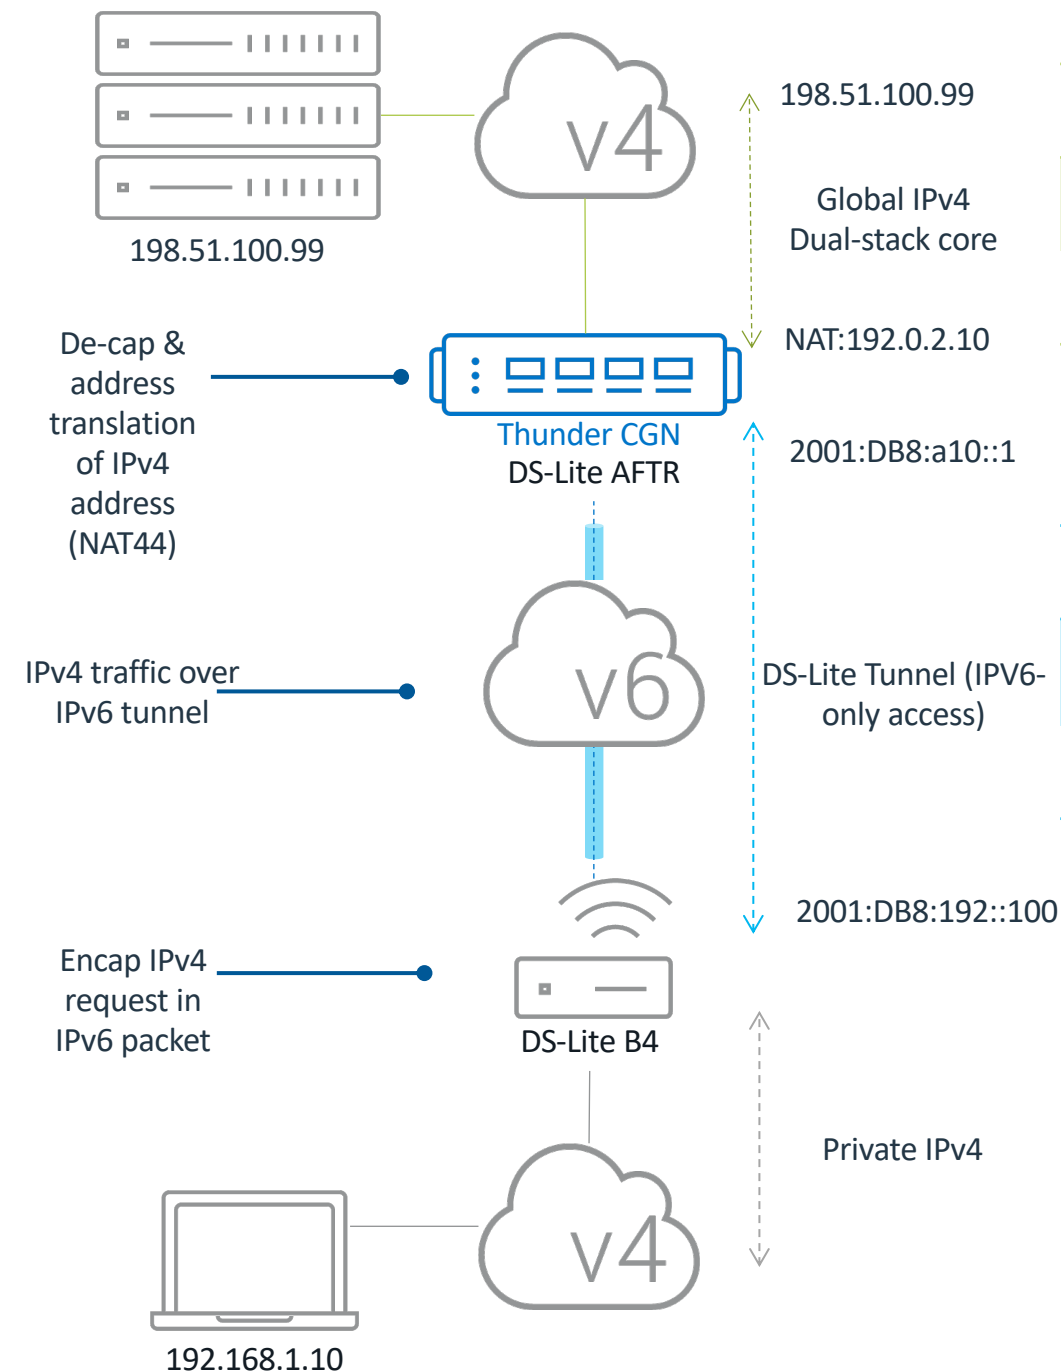 v4
198.51.100.99
198.51.100.99
Global IPv4
Dual-stack core
De-cap &
address
translation
of IPv4
address
(NAT44)
NAT:192.0.2.10
Thunder CGN
DS-Lite AFTR
2001:DB8:a10::1
IPv4 traffic over
IPv6 tunnel
v6
DS-Lite Tunnel (IPV6-
only access)
2001:DB8:192::100
Encap IPv4
request in
IPv6 packet
DS-Lite B4
Private IPv4
v4
192.168.1.10